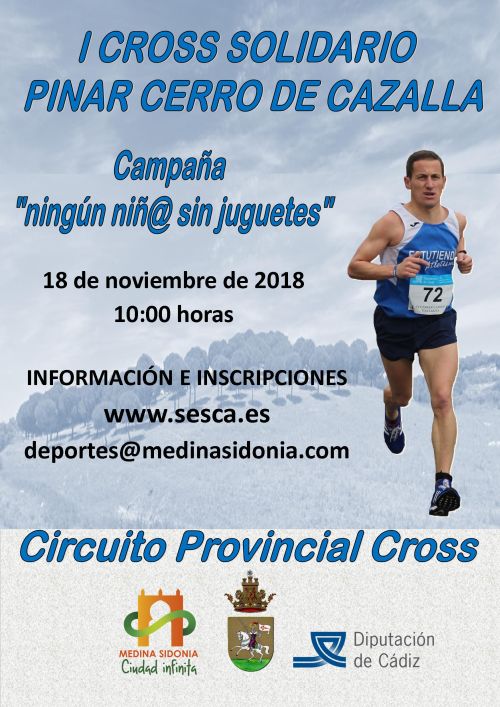 I CROSS SOLIDARIO
PINAR CERRO DE CAZALLA
Campaña
"ningún niñ@ sin juguetes"
18 de noviembre de 2018
10:00 horas
INFORMACIÓN E INSCRIPCIONES
www.sesca.es
deportes@medinasidonia.com
72
Circuito Provincial Cross
MEDINA SIDONIA
Ciudad infinita
Diputación
de Cádiz